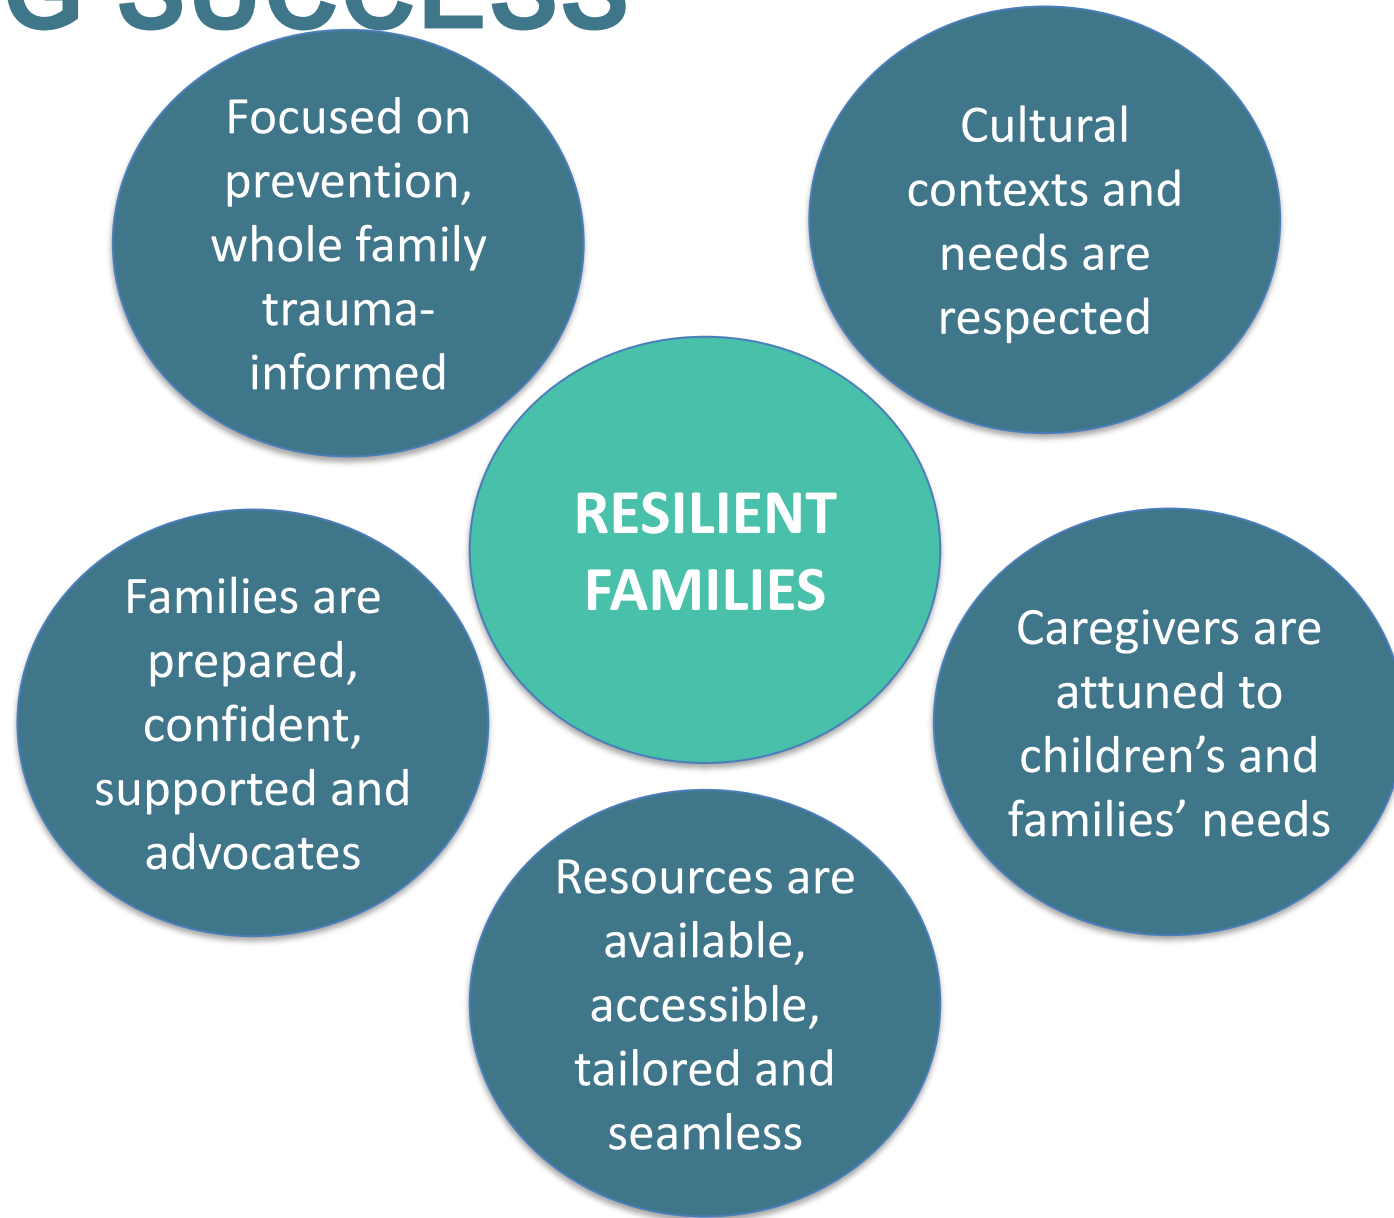 G SUCCESS
Focused on
prevention,
whole family
trauma-
informed
Cultural
contexts and
needs are
respected
RESILIENT
FAMILIES
Families are
prepared,
confident,
supported and
advocates
Caregivers are
attuned to
children’s and
families’ needs
Resources are
available,
accessible,
tailored and
seamless